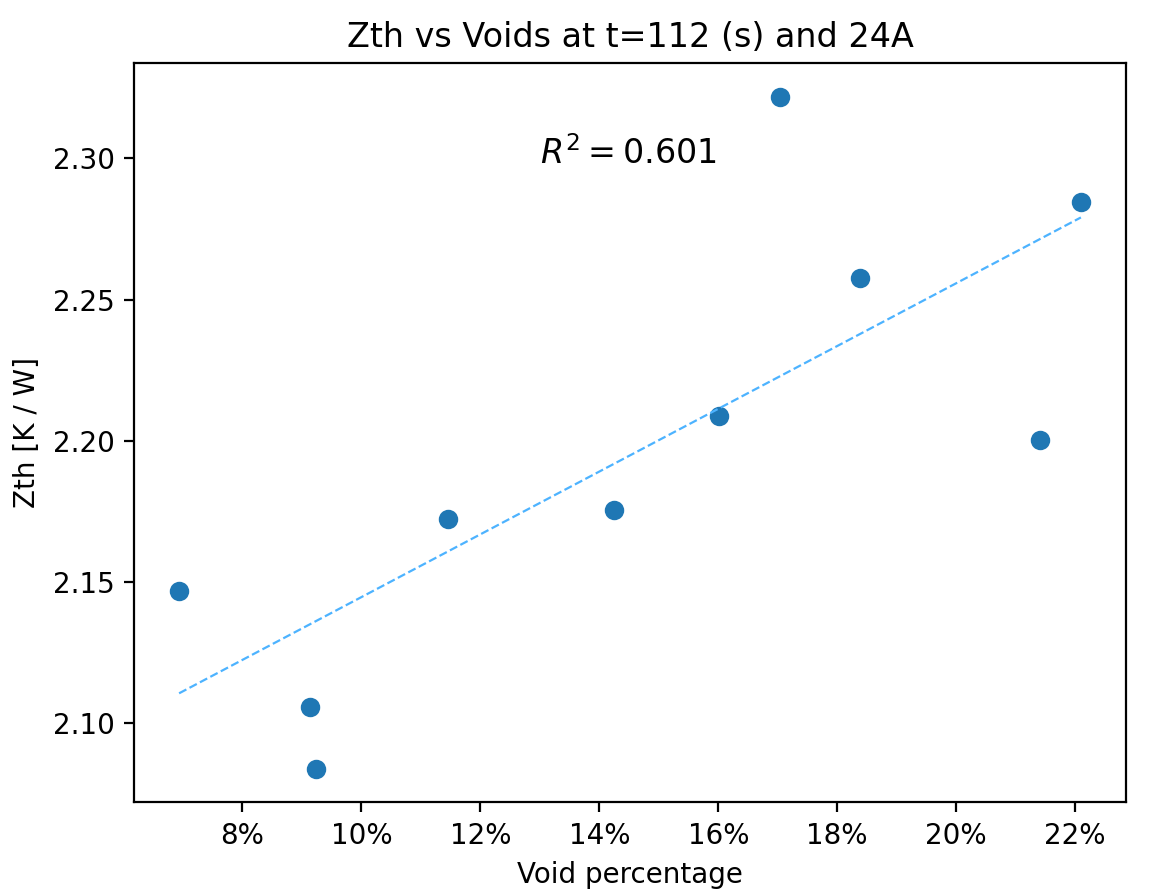 Zth vs Voids at t=112 (s) and 24A
R² = 0.601
Zth [K / W]
2.30
2.25
2.20
2.15
2.10
8% 10% 12% 14% 16% 18% 20% 22%
Void percentage